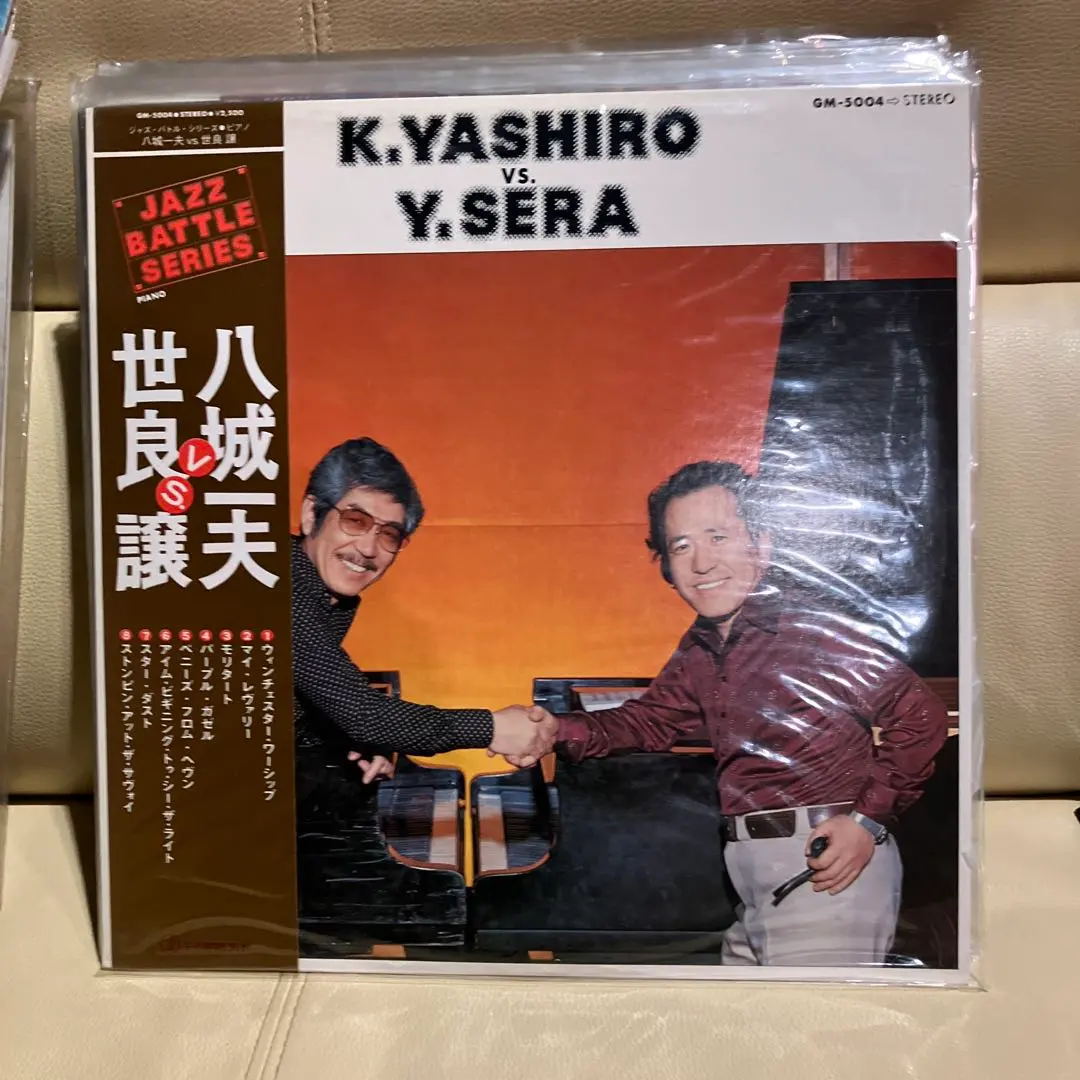 GM-5004●STEREO●¥2,500
ジャズ・バトル・シリーズ●ピアノ
八城一夫 vs. 世良 譲
JAZZ
BATTLE
SERIES
PIANO
八城一夫
VS.
世良 譲
1 ウィンチェスター・ワーシップ
2 マイ・レヴァリー
3 モリタート
4 パープル・ガゼル
5 ペニーズ・フロム・ヘヴン
6 アイム・ビギニング・トゥ・シー・ザ・ライト
7 スター・ダスト
8 ストンピン・アット・ザ・サヴォイ
K.YASHIRO
VS.
Y.SERA
GM-5004⇨STEREO